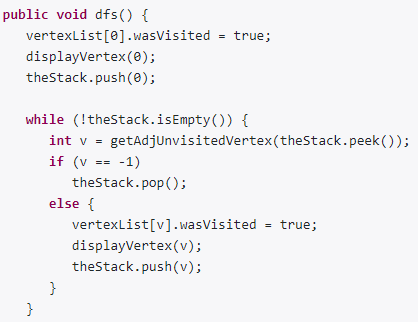 public void dfs() {
   vertexList[0].wasVisited = true;
   displayVertex(0);
   theStack.push(0);

   while (!theStack.isEmpty()) {
      int v = getAdjUnvisitedVertex(theStack.peek());
      if (v == -1)
         theStack.pop();
      else {
         vertexList[v].wasVisited = true;
         displayVertex(v);
         theStack.push(v);
      }
   }